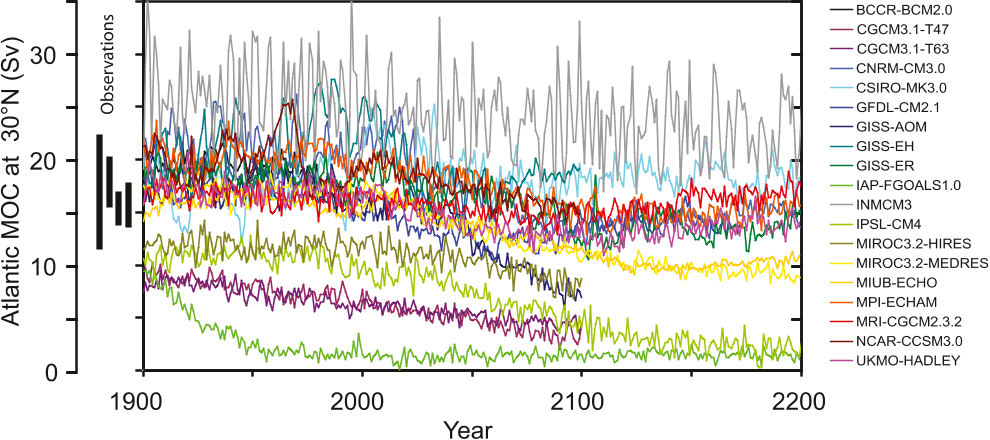 Atlantic MOC at 30°N (Sv)
30
20
10
0
Observations
1900
2000
2100
2200
Year
BCCR-BCM2.0
CGCM3.1-T47
CGCM3.1-T63
CNRM-CM3.0
CSIRO-MK3.0
GFDL-CM2.1
GISS-AOM
GISS-EH
GISS-ER
IAP-FGOALS1.0
INMCM3
IPSL-CM4
MIROC3.2-HIRES
MIROC3.2-MEDRES
MIUB-ECHO
MPI-ECHAM
MRI-CGCM2.3.2
NCAR-CCSM3.0
UKMO-HADLEY